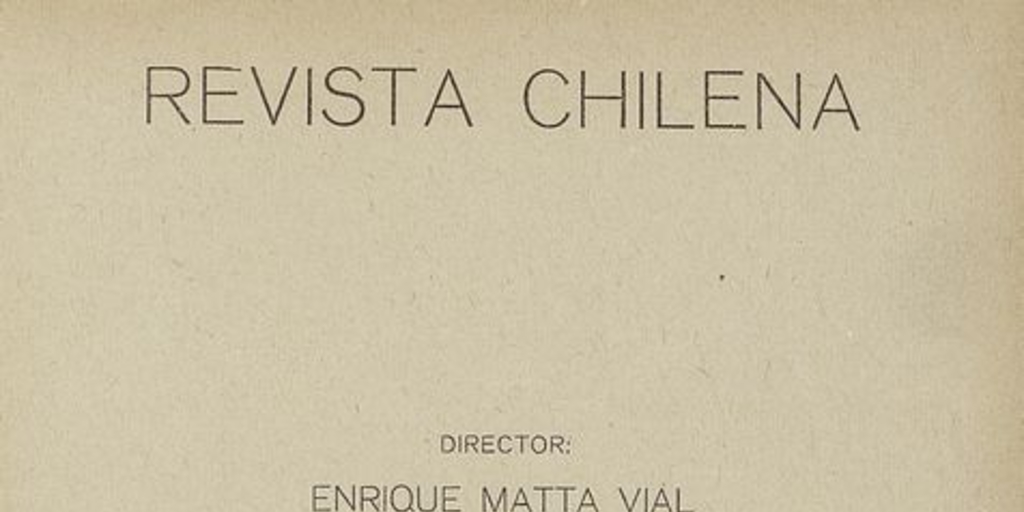 REVISTA CHILENA
DIRECTOR:
ENRIQUE MATTA VIAL